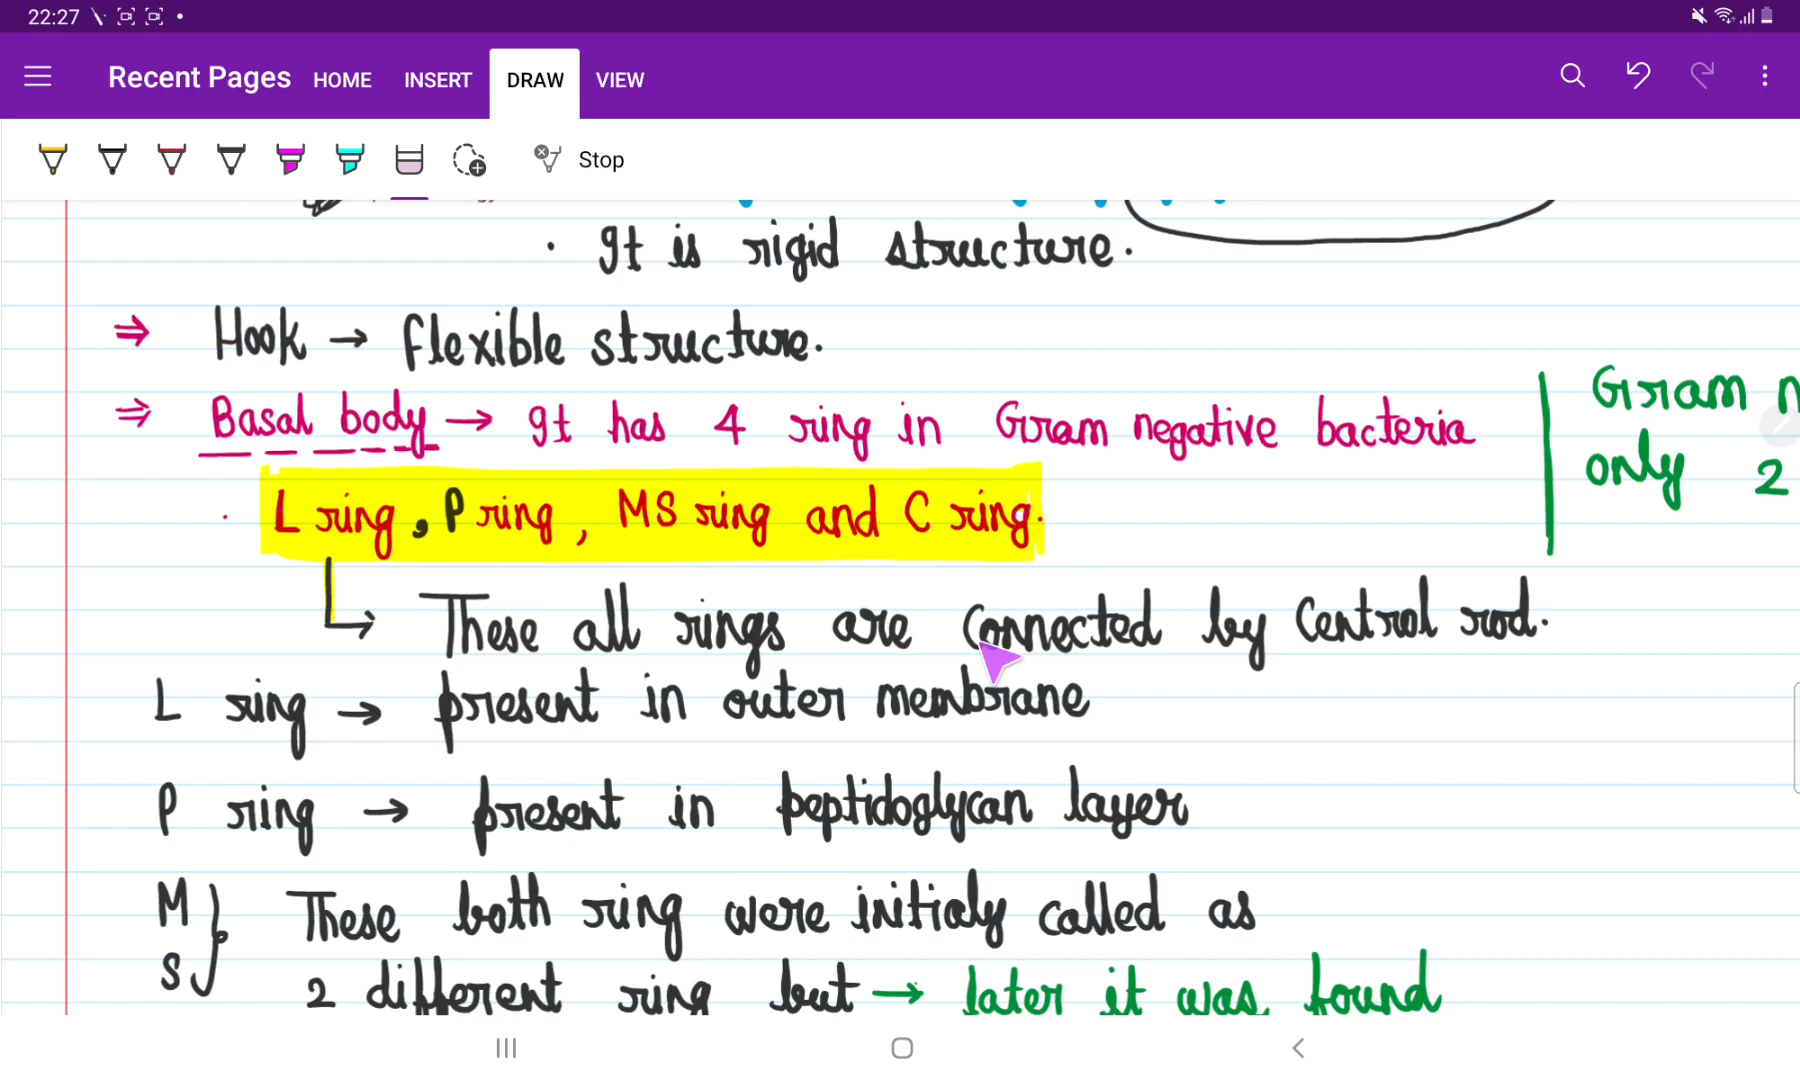 22:27
Recent Pages HOME INSERT DRAW VIEW
Stop
. It is rigid structure.
⇒ Hook → flexible structure.
⇒ Basal body → It has 4 ring in Gram negative bacteria
Gram
only 2
. L ring, P ring, MS ring and C ring.
↳ These all rings are connected by Central rod.
L ring → present in outer membrane
P ring → present in peptidoglycan layer
M
S } These both ring were initialy called as
2 different ring but → later it was found